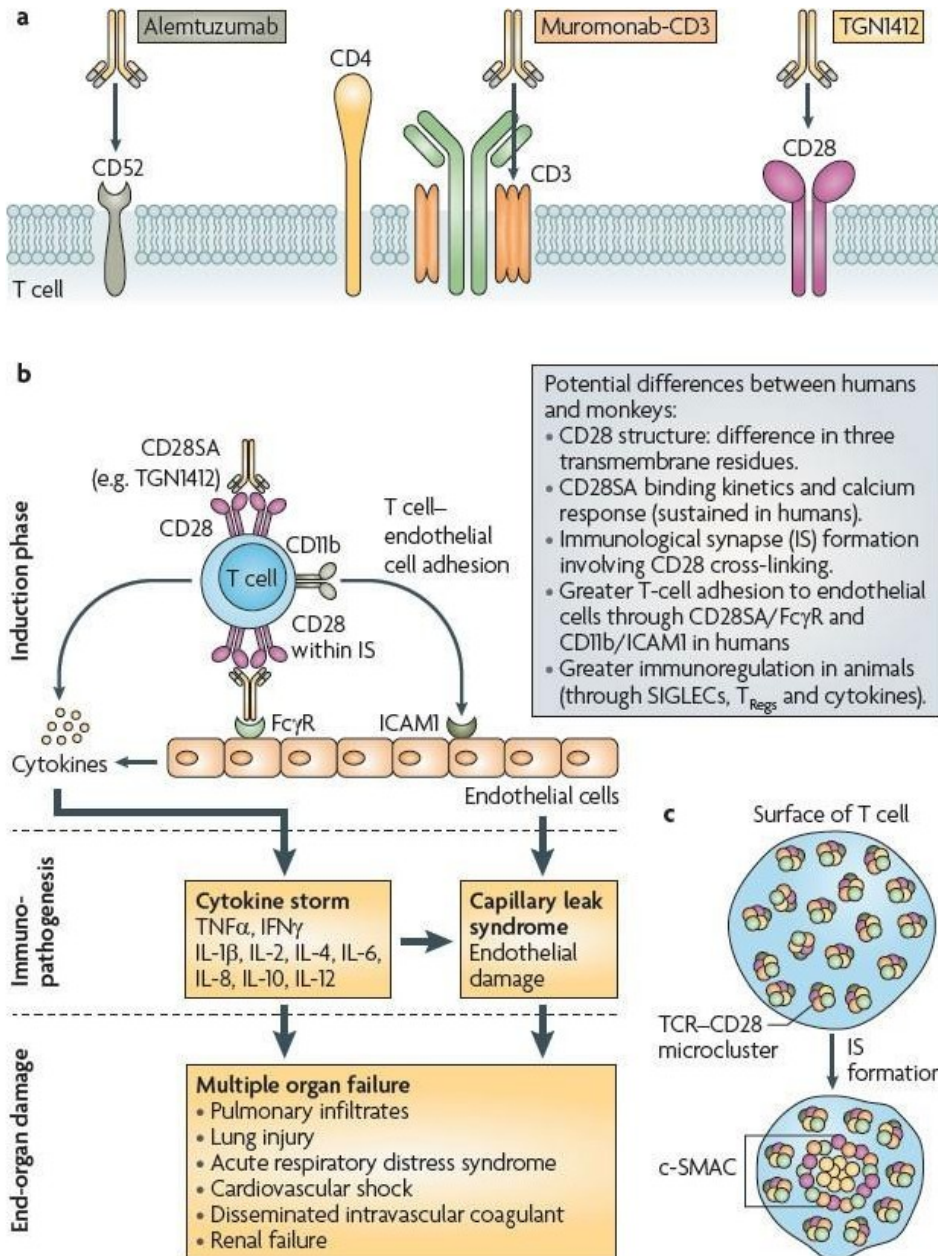 a
Alemtuzumab
Muromonab-CD3
TGN1412
CD4
CD52
CD3
CD28
T cell
b
Potential differences between humans
and monkeys:
• CD28 structure: difference in three
transmembrane residues.
• CD28SA binding kinetics and calcium
response (sustained in humans).
• Immunological synapse (IS) formation
involving CD28 cross-linking.
• Greater T-cell adhesion to endothelial
cells through CD28SA/FcγR and
CD11b/ICAM1 in humans
• Greater immunoregulation in animals
(through SIGLECs, TRegs and cytokines).
Induction phase
CD28SA
(e.g. TGN1412)
CD28
T cell
CD11b
T cell–
endothelial
cell adhesion
CD28
within IS
FcγR
ICAM1
Cytokines
Endothelial cells
Immuno-
pathogenesis
Cytokine storm
TNFα, IFNγ
IL-1β, IL-2, IL-4, IL-6,
IL-8, IL-10, IL-12
Capillary leak
syndrome
Endothelial
damage
End-organ damage
Multiple organ failure
• Pulmonary infiltrates
• Lung injury
• Acute respiratory distress syndrome
• Cardiovascular shock
• Disseminated intravascular coagulant
• Renal failure
c
Surface of T cell
TCR–CD28
microcluster
IS
formation
c-SMAC